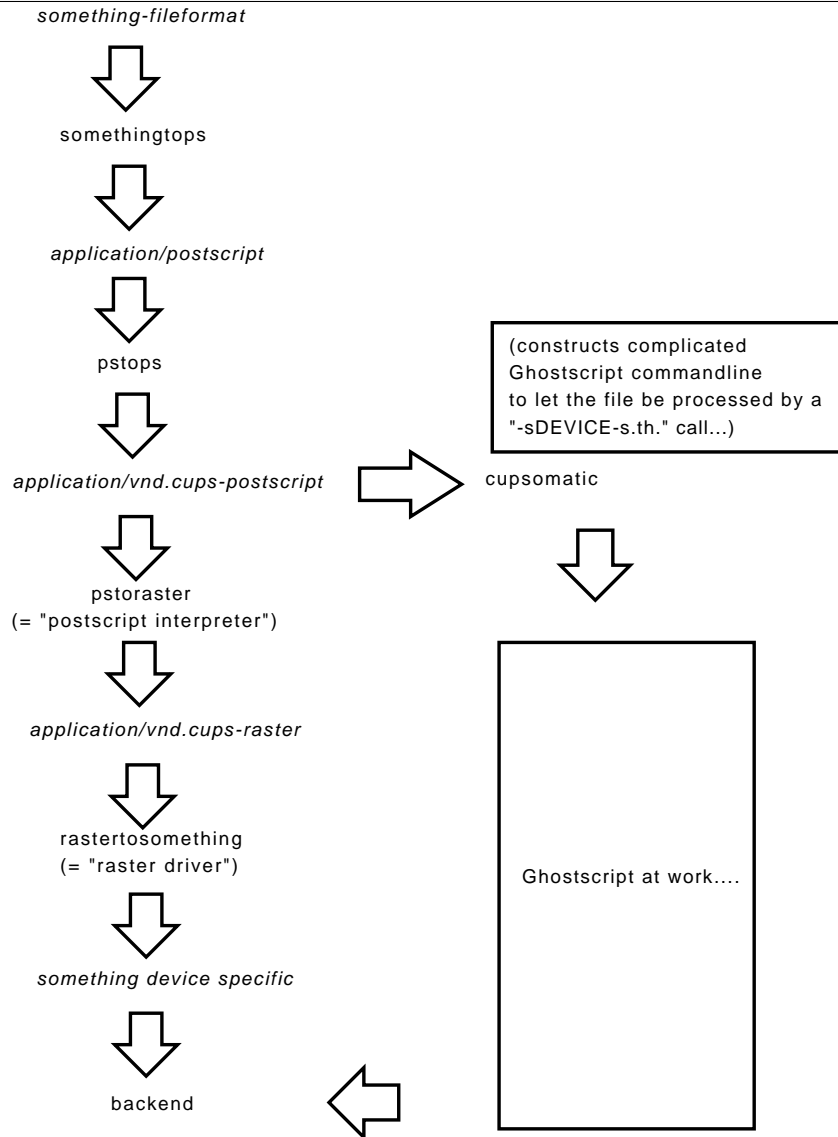 something-fileformat
somethingtops
application/postscript
pstops
(constructs complicated
Ghostscript commandline
to let the file be processed by a
"-sDEVICE-s.th." call...)
application/vnd.cups-postscript
cupsomatic
pstoraster
(= "postscript interpreter")
application/vnd.cups-raster
rastertosomething
(= "raster driver")
Ghostscript at work....
something device specific
backend